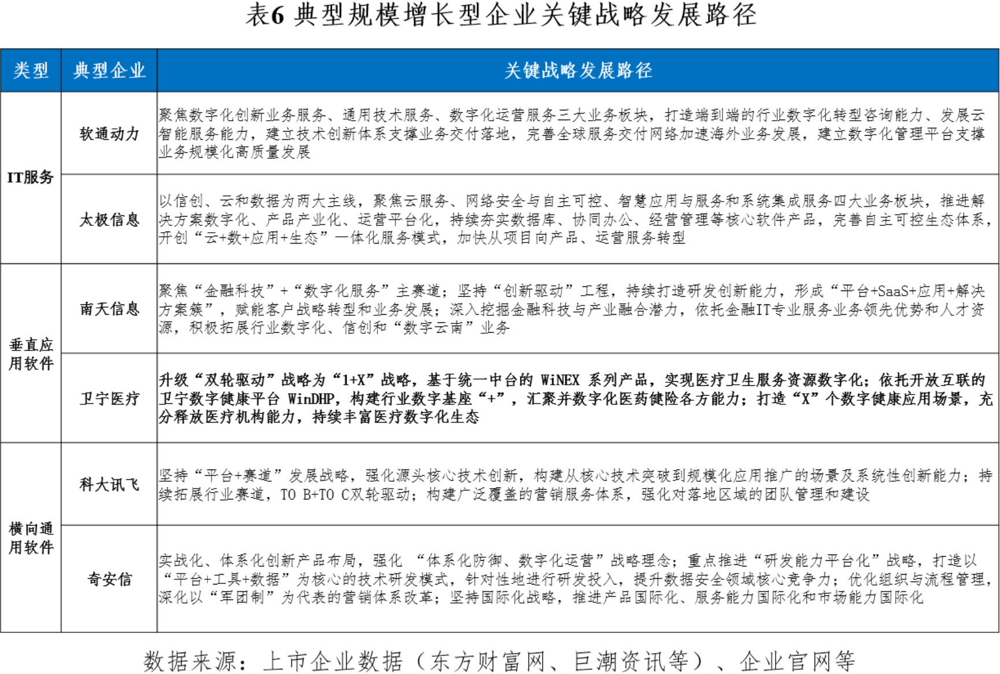 表6 典型规模增长型企业关键战略发展路径
类型
典型企业
关键战略发展路径
IT服务
软通动力
聚焦数字化创新业务服务、通用技术服务、数字化运营服务三大业务板块，打造端到端的行业数字化转型咨询能力、发展云
智能服务能力，建立技术创新体系支撑业务交付落地，完善全球服务交付网络加速海外业务发展，建立数字化管理平台支撑
业务规模化高质量发展
太极信息
以信创、云和数据为两大主线，聚焦云服务、网络安全与自主可控、智慧应用与服务和系统集成服务四大业务板块，推进解
决方案数字化、产品产业化、运营平台化，持续夯实数据库、协同办公、经营管理等核心软件产品，完善自主可控生态体系，
开创“云+数+应用+生态”一体化服务模式，加快从项目向产品、运营服务转型
垂直应
用软件
南天信息
聚焦“金融科技”+“数字化服务”主赛道；坚持“创新驱动”工程，持续打造研发创新能力，形成“平台+SaaS+应用+解决
方案簇”，赋能客户战略转型和业务发展；深入挖掘金融科技与产业融合潜力，依托金融IT专业服务业务领先优势和人才资
源，积极拓展行业数字化、信创和“数字云南”业务
卫宁医疗
升级“双轮驱动”战略为“1+X”战略，基于统一中台的 WiNEX 系列产品，实现医疗卫生服务资源数字化；依托开放互联的
卫宁数字健康平台 WinDHP，构建行业数字基座“+”，汇聚并数字化医药健险各方能力；打造“X”个数字健康应用场景，充
分释放医疗机构能力，持续丰富医疗数字化生态
横向通
用软件
科大讯飞
坚持“平台+赛道”发展战略，强化源头核心技术创新，构建从核心技术突破到规模化应用推广的场景及系统性创新能力；持
续拓展行业赛道，TO B+TO C双轮驱动；构建广泛覆盖的营销服务体系，强化对落地区域的团队管理和建设
奇安信
实战化、体系化创新产品布局，强化 “体系化防御、数字化运营”战略理念；重点推进“研发能力平台化”战略，打造以
“平台+工具+数据”为核心的技术研发模式，针对性地进行研发投入，提升数据安全领域核心竞争力；优化组织与流程管理，
深化以“军团制”为代表的营销体系改革；坚持国际化战略，推进产品国际化、服务能力国际化和市场能力国际化
数据来源：上市企业数据（东方财富网、巨潮资讯等）、企业官网等